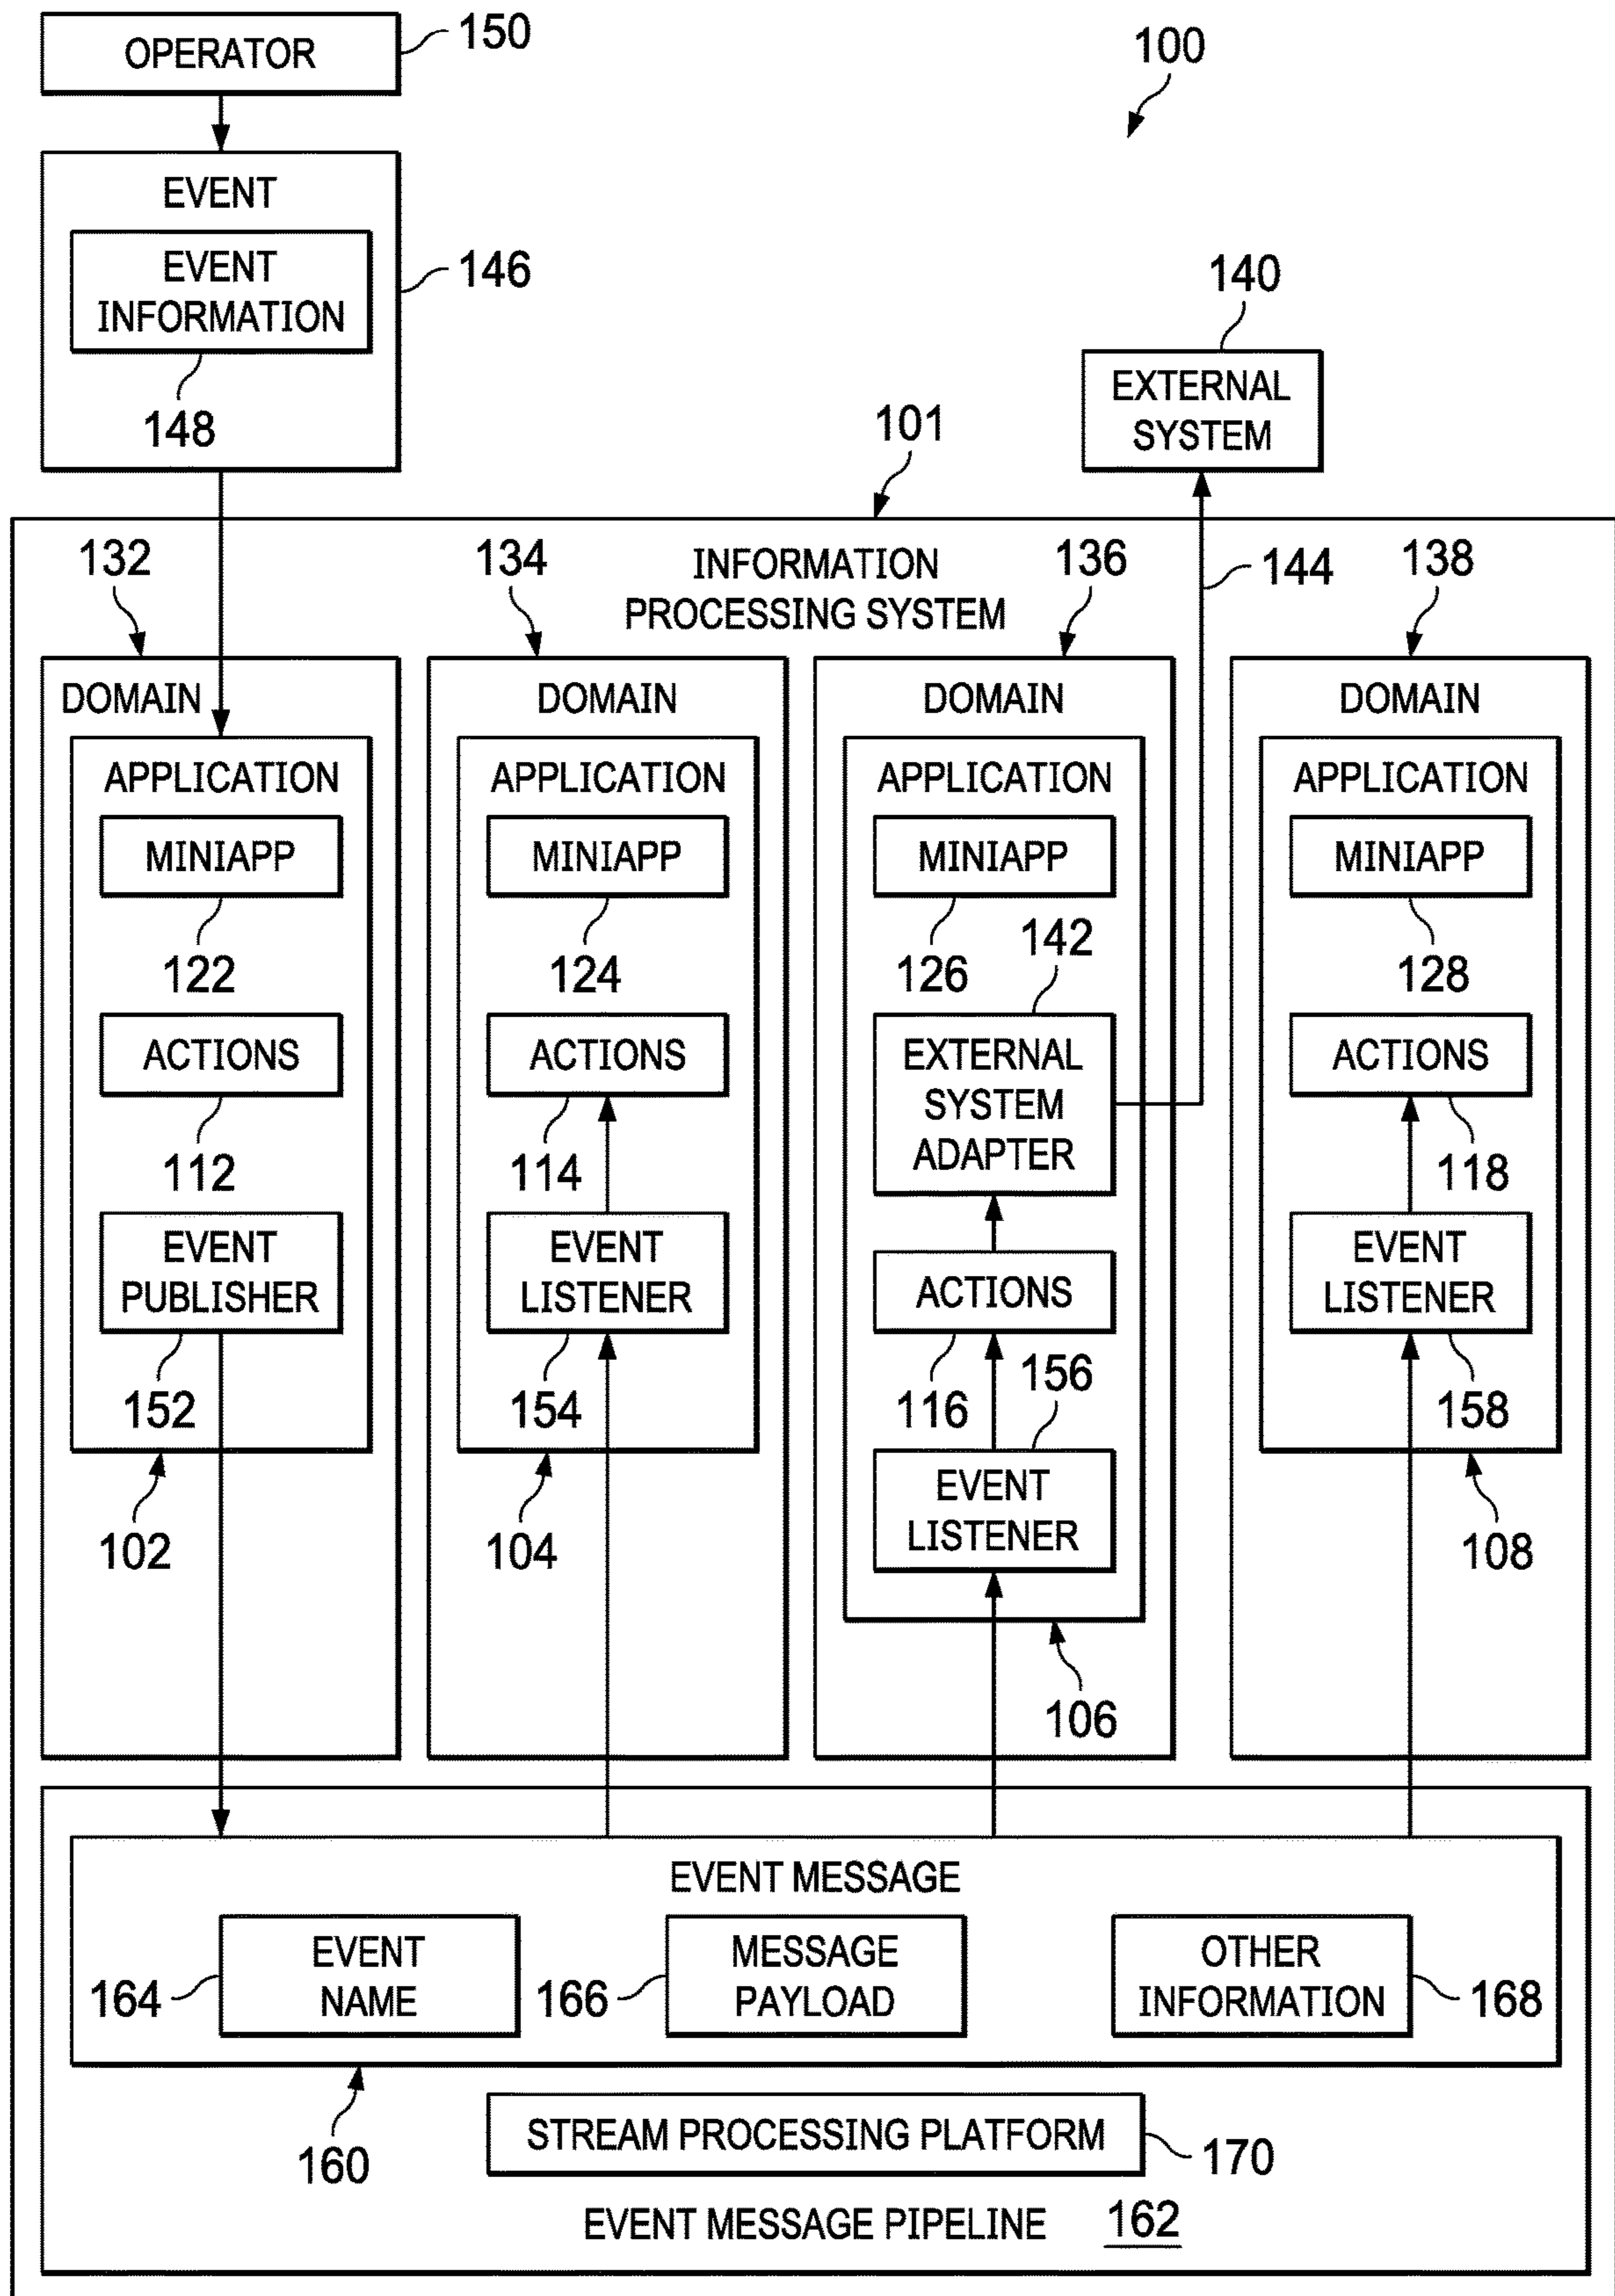 OPERATOR
150
100
EVENT
EVENT
INFORMATION
146
148
140
EXTERNAL
SYSTEM
101
132
134
INFORMATION
PROCESSING SYSTEM
136
144
138
DOMAIN
DOMAIN
DOMAIN
DOMAIN
APPLICATION
APPLICATION
APPLICATION
APPLICATION
MINIAPP
MINIAPP
MINIAPP
MINIAPP
122
124
126
142
128
ACTIONS
ACTIONS
EXTERNAL
SYSTEM
ADAPTER
ACTIONS
112
114
118
EVENT
PUBLISHER
EVENT
LISTENER
ACTIONS
EVENT
LISTENER
152
154
116
156
158
EVENT
LISTENER
102
104
108
106
EVENT MESSAGE
164
EVENT
NAME
166
MESSAGE
PAYLOAD
OTHER
INFORMATION
168
160
STREAM PROCESSING PLATFORM
170
EVENT MESSAGE PIPELINE 162